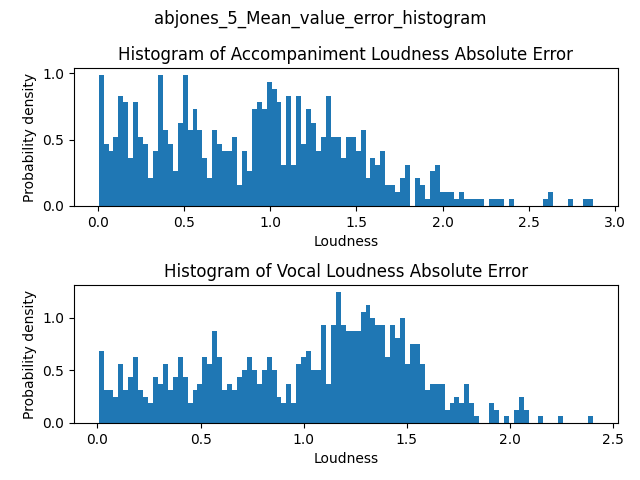 abjones_5_Mean_value_error_histogram
Histogram of Accompaniment Loudness Absolute Error
Probability density
1.0
0.5
0.0
0.0 0.5 1.0 1.5 2.0 2.5 3.0
Loudness
Histogram of Vocal Loudness Absolute Error
Probability density
1.0
0.5
0.0
0.0 0.5 1.0 1.5 2.0 2.5
Loudness